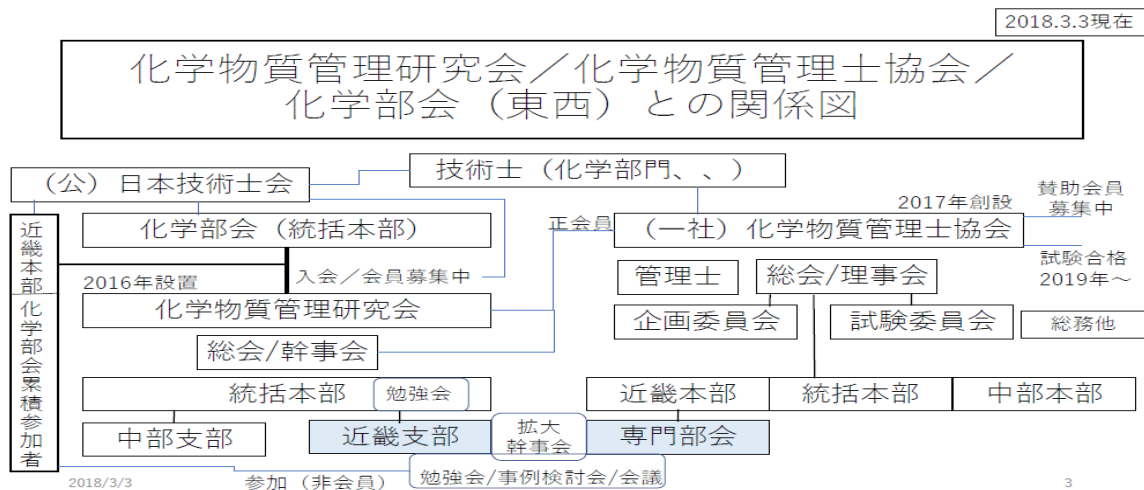 2018.3.3現在
化学物質管理研究会／化学物質管理士協会／
化学部会（東西）との関係図
技術士（化学部門、、）
（公）日本技術士会
賛助会員
募集中
2017年創設
化学部会（統括本部）
正会員
（一社）化学物質管理士協会
近畿本部
化学部会累積参加者
試験合格
2019年～
2016年設置
入会／会員募集中
管理士
総会/理事会
化学物質管理研究会
企画委員会
試験委員会
総務他
総会/幹事会
統括本部
勉強会
近畿本部
統括本部
中部本部
中部支部
近畿支部
拡大
幹事会
専門部会
勉強会/事例検討会/会議
2018/3/3
参加（非会員）
3